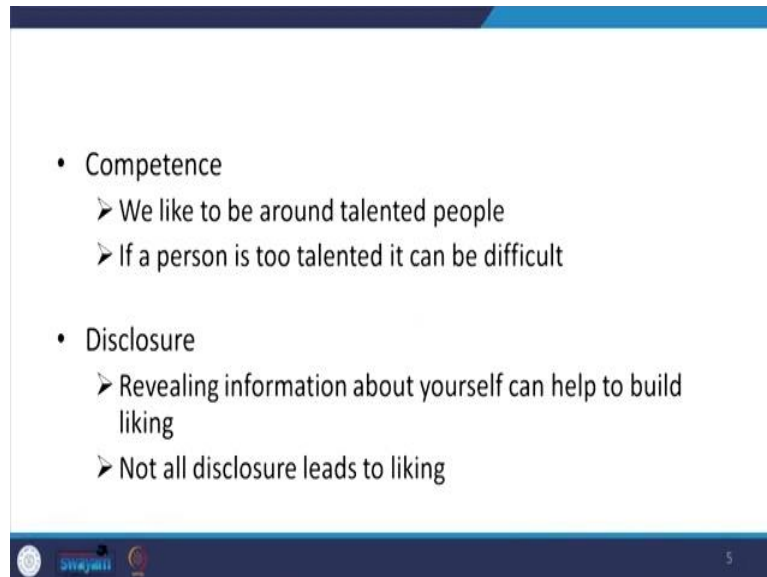 • Competence
➢ We like to be around talented people
➢ If a person is too talented it can be difficult
• Disclosure
➢ Revealing information about yourself can help to build
liking
➢ Not all disclosure leads to liking
swayam
5